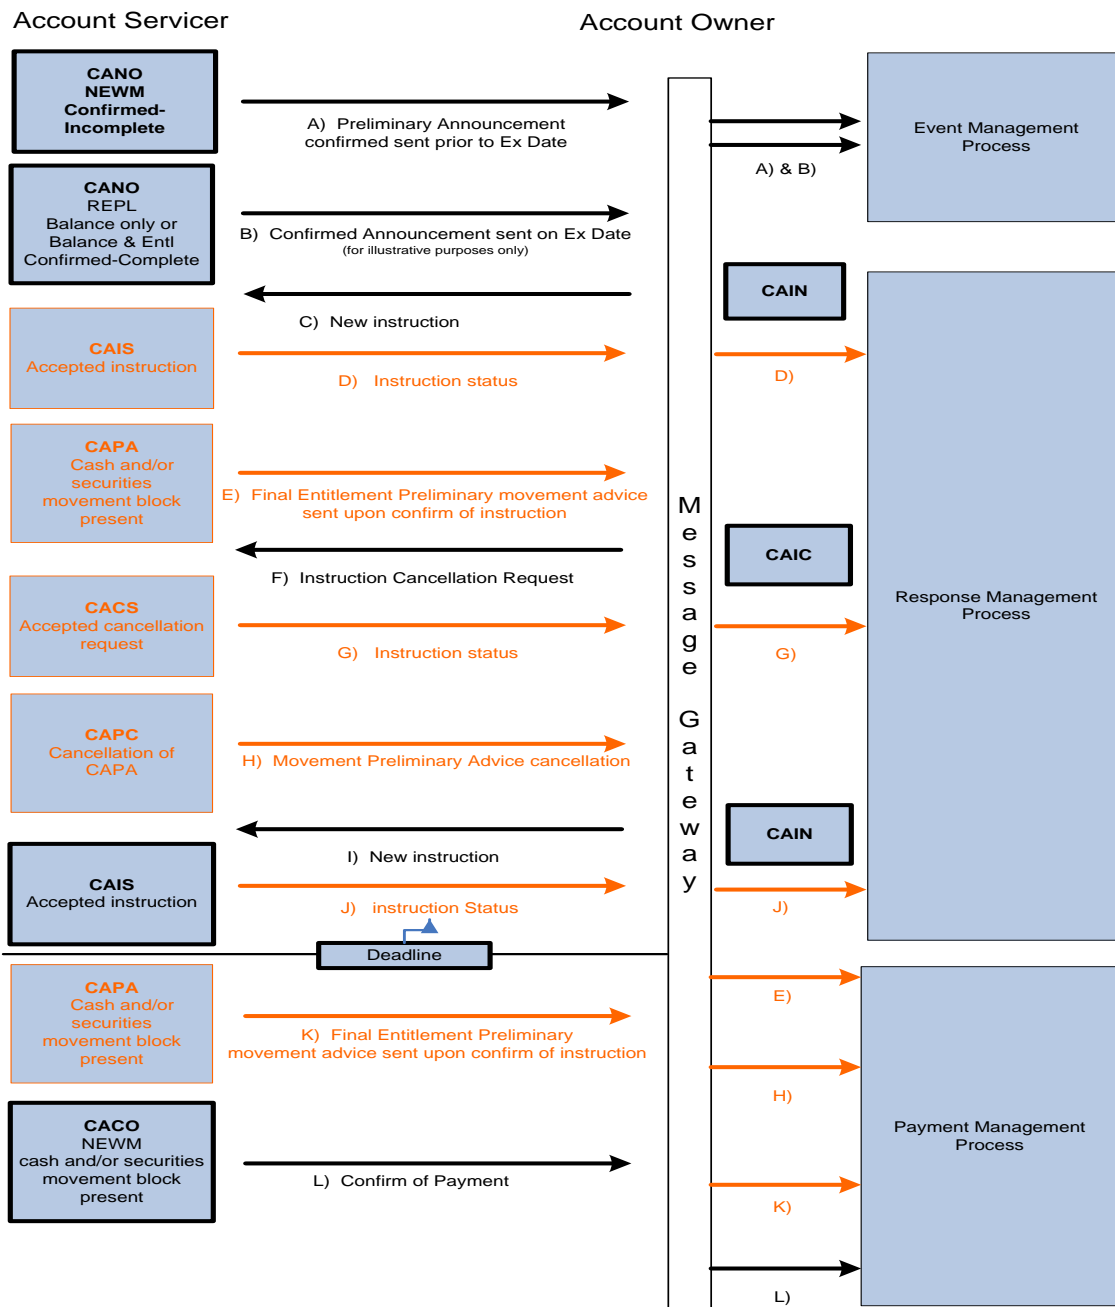 Account Servicer
Account Owner
CANO
NEWM
Confirmed-
Incomplete
A) Preliminary Announcement
confirmed sent prior to Ex Date
A) & B)
Event Management
Process
CANO
REPL
Balance only or
Balance & Entl
Confirmed-Complete
B) Confirmed Announcement sent on Ex Date
(for illustrative purposes only)
CAIN
C) New instruction
CAIS
Accepted instruction
D) Instruction status
D)
CAPA
Cash and/or
securities
movement block
present
E) Final Entitlement Preliminary movement advice
sent upon confirm of instruction
Message Gateway
CAIC
F) Instruction Cancellation Request
Response Management
Process
CACS
Accepted cancellation
request
G) Instruction status
G)
CAPC
Cancellation of
CAPA
H) Movement Preliminary Advice cancellation
CAIN
I) New instruction
CAIS
Accepted instruction
J) instruction Status
J)
Deadline
CAPA
Cash and/or
securities
movement block
present
K) Final Entitlement Preliminary
movement advice sent upon confirm of instruction
E)
H)
Payment Management
Process
CACO
NEWM
cash and/or securities
movement block
present
L) Confirm of Payment
K)
L)